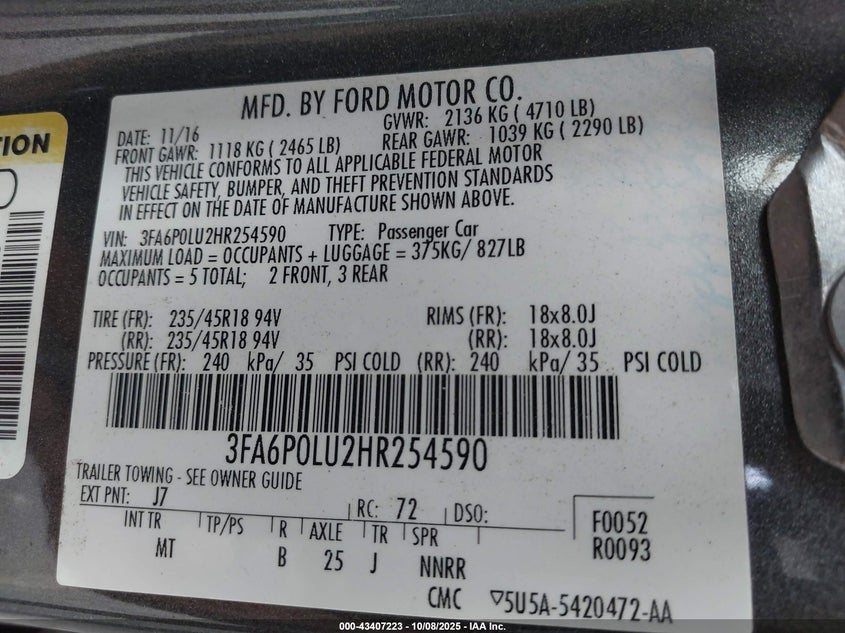 TION
MFD. BY FORD MOTOR CO.
DATE: 11/16 GVWR: 2136 KG ( 4710 LB)
FRONT GAWR: 1118 KG ( 2465 LB) REAR GAWR: 1039 KG ( 2290 LB)
THIS VEHICLE CONFORMS TO ALL APPLICABLE FEDERAL MOTOR
VEHICLE SAFETY, BUMPER, AND THEFT PREVENTION STANDARDS
IN EFFECT ON THE DATE OF MANUFACTURE SHOWN ABOVE.
VIN: 3FA6P0LU2HR254590 TYPE: Passenger Car
MAXIMUM LOAD = OCCUPANTS + LUGGAGE = 375KG/ 827LB
OCCUPANTS = 5 TOTAL; 2 FRONT, 3 REAR
TIRE (FR): 235/45R18 94V RIMS (FR): 18x8.0J
(RR): 235/45R18 94V (RR): 18x8.0J
PRESSURE (FR): 240 kPa/ 35 PSI COLD (RR): 240 kPa/ 35 PSI COLD
3FA6P0LU2HR254590
TRAILER TOWING - SEE OWNER GUIDE
EXT PNT: J7 RC: 72 DSO: F0052
INT TR TP/PS R AXLE TR SPR R0093
MT B 25 J NNRR
CMC ▽5U5A-5420472-AA
000-43407223 - 10/08/2025 - IAA Inc.